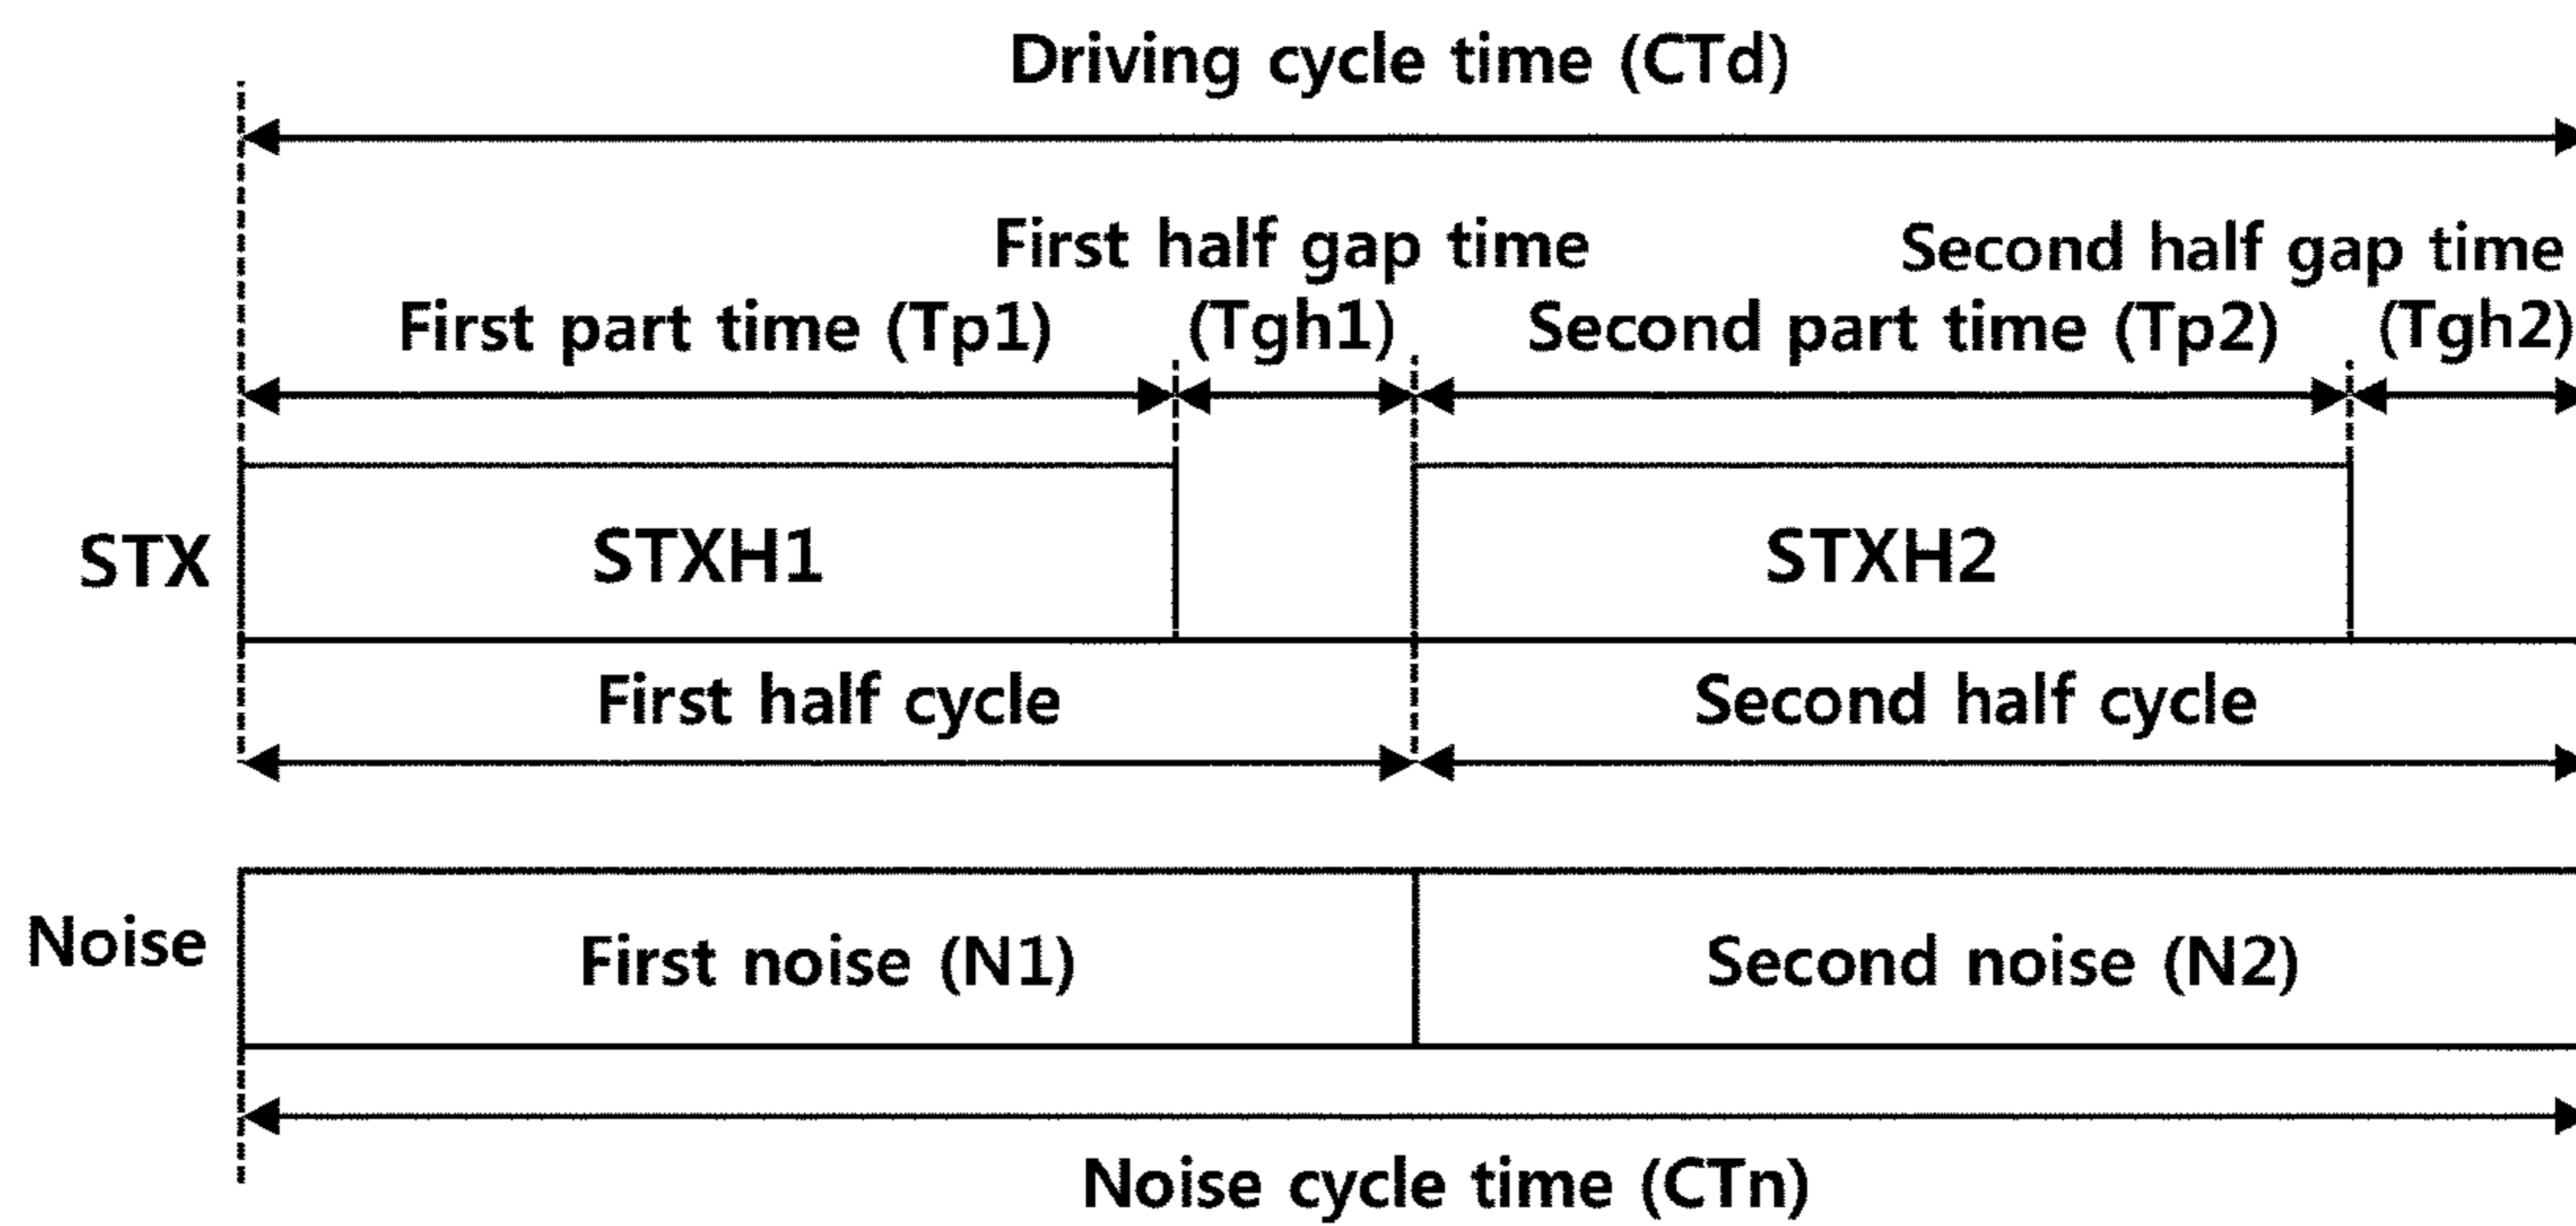 Driving cycle time (CTd)
First half gap time
Second half gap time
First part time (Tp1)
(Tgh1)
Second part time (Tp2)
(Tgh2)
STX
STXH1
STXH2
First half cycle
Second half cycle
Noise
First noise (N1)
Second noise (N2)
Noise cycle time (CTn)